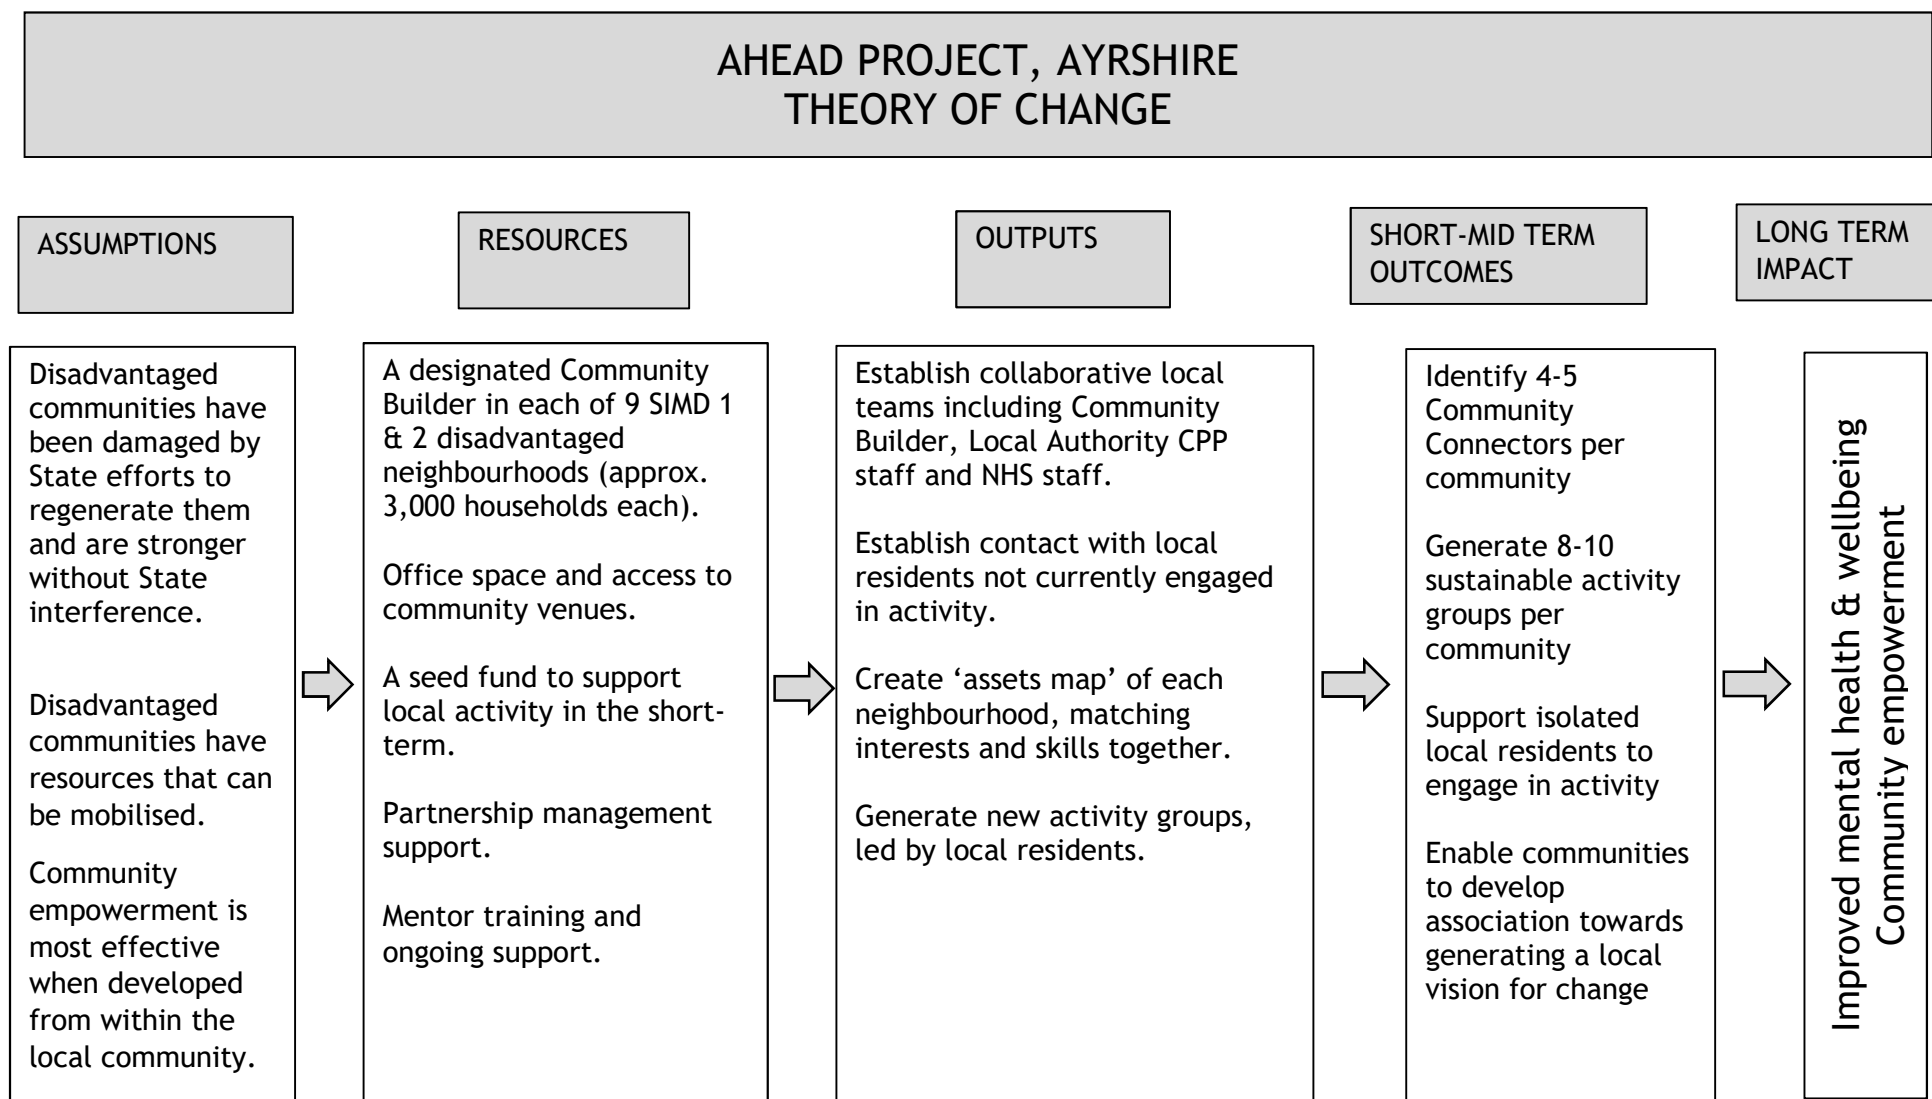 AHEAD PROJECT, AYRSHIRE
THEORY OF CHANGE
ASSUMPTIONS
RESOURCES
OUTPUTS
SHORT-MID TERM
OUTCOMES
LONG TERM
IMPACT
Disadvantaged
communities have
been damaged by
State efforts to
regenerate them
and are stronger
without State
interference.
Disadvantaged
communities have
resources that can
be mobilised.
Community
empowerment is
most effective
when developed
from within the
local community.
A designated Community
Builder in each of 9 SIMD 1
& 2 disadvantaged
neighbourhoods (approx.
3,000 households each).
Office space and access to
community venues.
A seed fund to support
local activity in the short-
term.
Partnership management
support.
Mentor training and
ongoing support.
Establish collaborative local
teams including Community
Builder, Local Authority CPP
staff and NHS staff.
Establish contact with local
residents not currently engaged
in activity.
Create ‘assets map’ of each
neighbourhood, matching
interests and skills together.
Generate new activity groups,
led by local residents.
Identify 4-5
Community
Connectors per
community
Generate 8-10
sustainable activity
groups per
community
Support isolated
local residents to
engage in activity
Enable communities
to develop
association towards
generating a local
vision for change
Improved mental health & wellbeing
Community empowerment